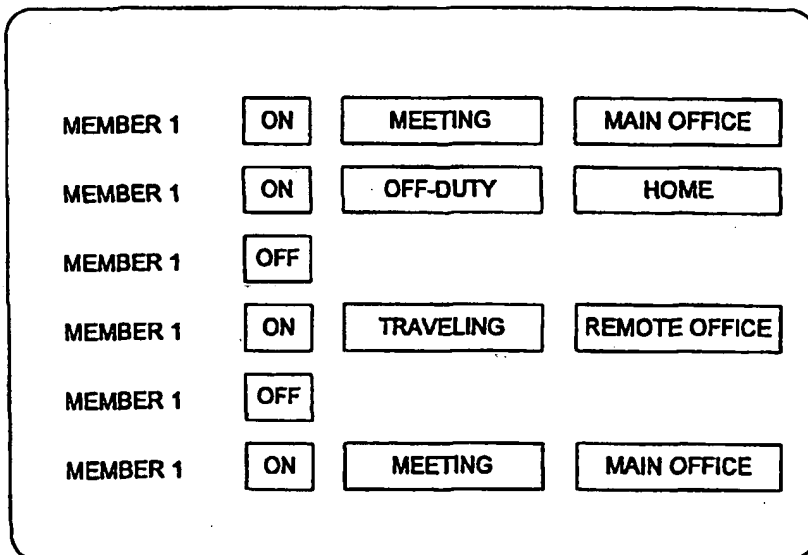 MEMBER 1 ON MEETING MAIN OFFICE
MEMBER 1 ON OFF-DUTY HOME
MEMBER 1 OFF
MEMBER 1 ON TRAVELING REMOTE OFFICE
MEMBER 1 OFF
MEMBER 1 ON MEETING MAIN OFFICE